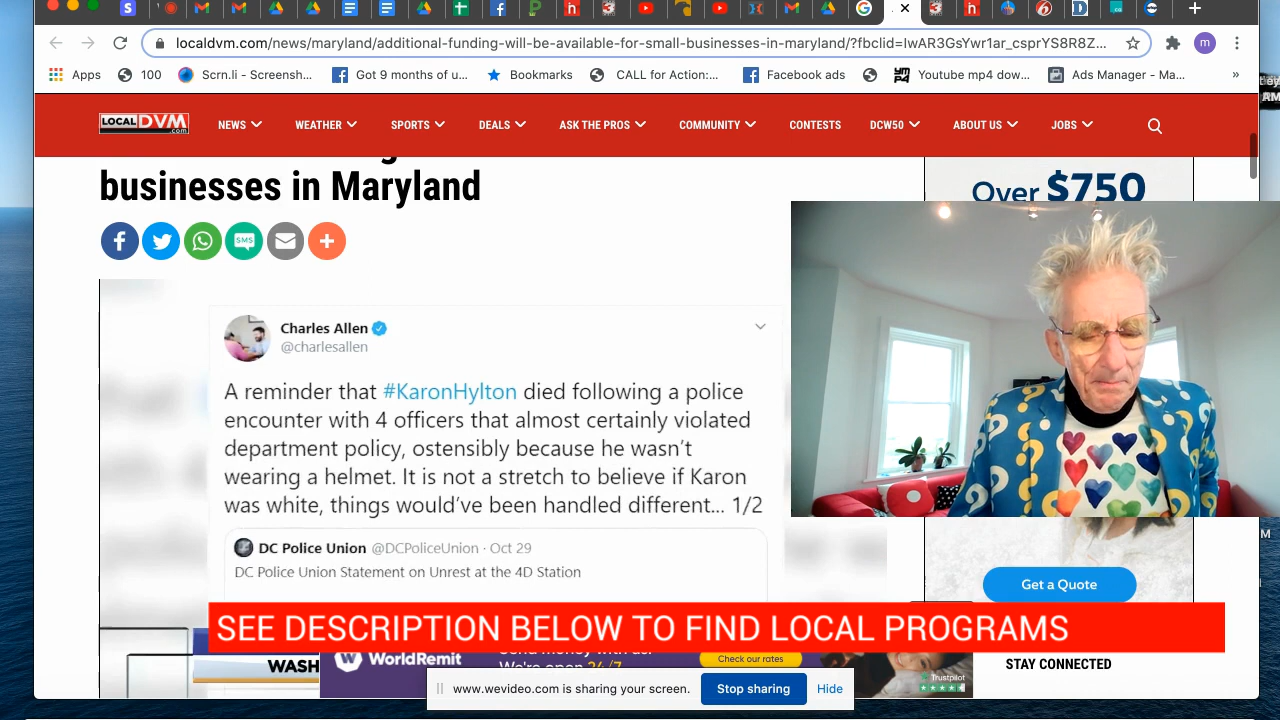 localdvm.com/news/maryland/additional-funding-will-be-available-for-small-businesses-in-maryland/?fbclid=IwAR3GsYwr1ar_csprYS8R8Z...
m
Apps
100
Scrn.li - Screensh...
Got 9 months of u...
Bookmarks
CALL for Action:...
Facebook ads
Youtube mp4 dow...
Ads Manager - Ma...
»
LOCAL DVM .com
NEWS
WEATHER
SPORTS
DEALS
ASK THE PROS
COMMUNITY
CONTESTS
DCW50
ABOUT US
JOBS
businesses in Maryland
Over $750
SMS
Charles Allen
@charlesallen
A reminder that #KaronHylton died following a police
encounter with 4 officers that almost certainly violated
department policy, ostensibly because he wasn't
wearing a helmet. It is not a stretch to believe if Karon
was white, things would've been handled different... 1/2
DC Police Union @DCPoliceUnion · Oct 29
DC Police Union Statement on Unrest at the 4D Station
Get a Quote
SEE DESCRIPTION BELOW TO FIND LOCAL PROGRAMS
WASH
WorldRemit
We're open 24/7
Check our rates
Trustpilot
STAY CONNECTED
www.wevideo.com is sharing your screen.
Stop sharing
Hide